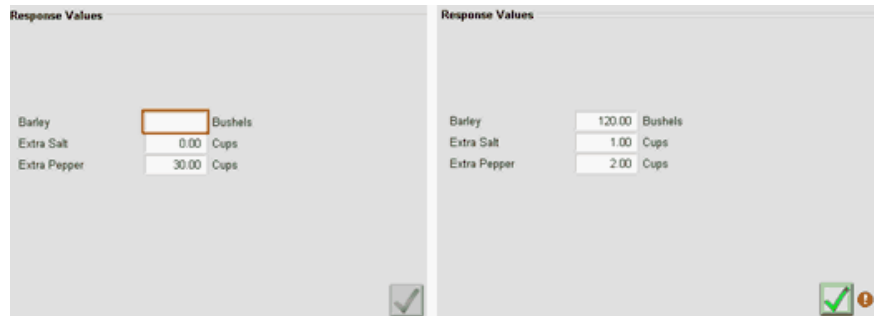 Response Values
Barley Bushels
Extra Salt 0.00 Cups
Extra Pepper 30.00 Cups
Response Values
Barley 120.00 Bushels
Extra Salt 1.00 Cups
Extra Pepper 2.00 Cups